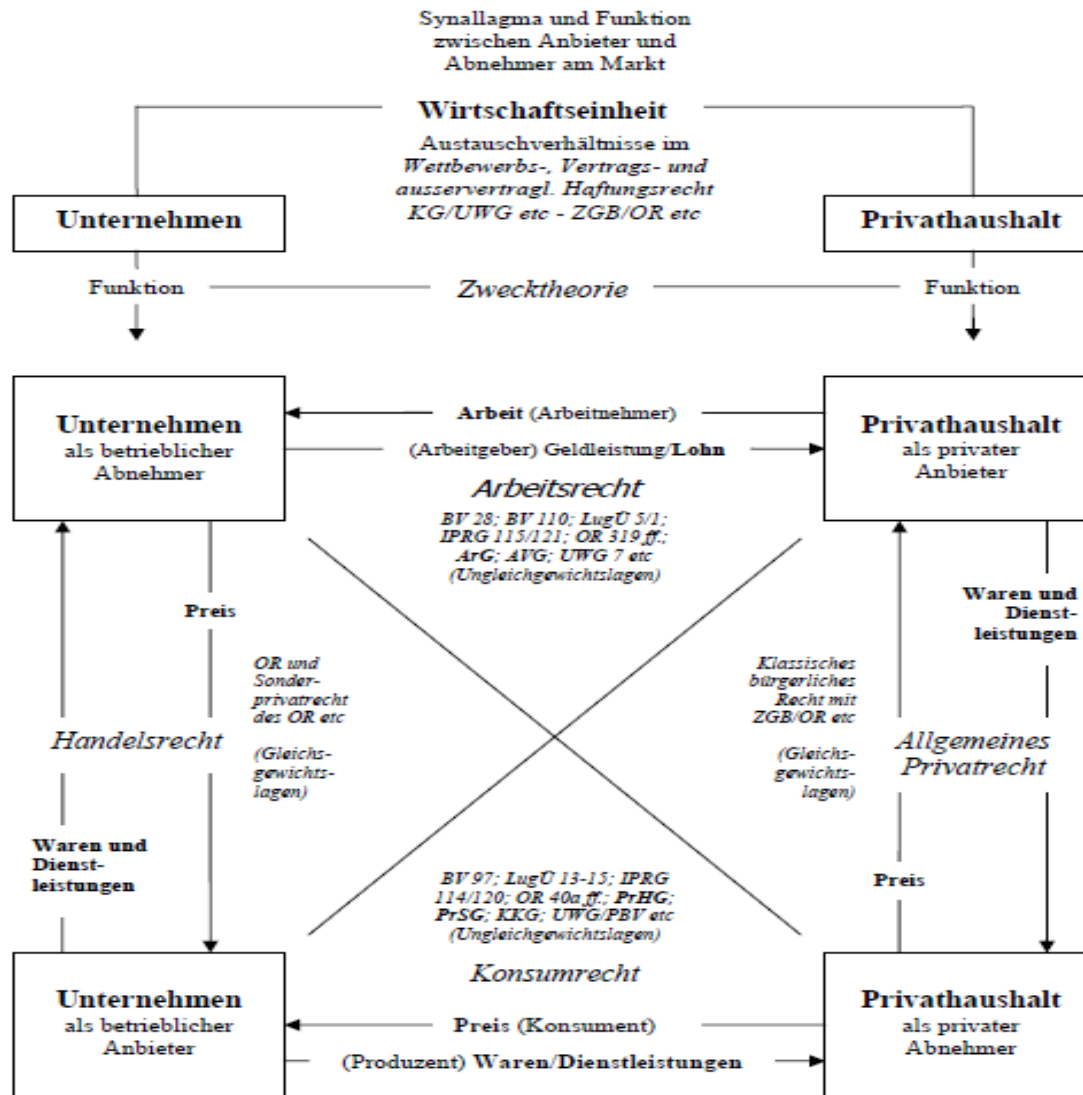 Synallagma und Funktion
zwischen Anbieter und
Abnehmer am Markt
Wirtschaftseinheit
Austauschverhältnisse im
Wettbewerbs-, Vertrags- und
ausservertragl. Haftungsrecht
KG/UWG etc - ZGB/OR etc
Unternehmen
Privathaushalt
Funktion
Zwecktheorie
Funktion
Unternehmen
als betrieblicher
Abnehmer
Arbeit (Arbeitnehmer)
(Arbeitgeber) Geldleistung/Lohn
Privathaushalt
als privater
Anbieter
Arbeitsrecht
BV 28; BV 110; LugÜ 5/1;
IPRG 115/121; OR 319 ff.;
ArG; AVG; UWG 7 etc
(Ungleichgewichtslagen)
Preis
Waren und
Dienst-
leistungen
OR und
Sonder-
privatrecht
des OR etc
(Gleichs-
gewichts-
lagen)
Handelsrecht
Klassisches
bürgerliches
Recht mit
ZGB/OR etc
(Gleichs-
gewichts-
lagen)
Allgemeines
Privatrecht
Waren und
Dienst-
leistungen
Preis
BV 97; LugÜ 13-15; IPRG
114/120; OR 40a ff.; PrHG;
PrSG; KKG; UWG/PBV etc
(Ungleichgewichtslagen)
Konsumrecht
Unternehmen
als betrieblicher
Anbieter
Preis (Konsument)
(Produzent) Waren/Dienstleistungen
Privathaushalt
als privater
Abnehmer